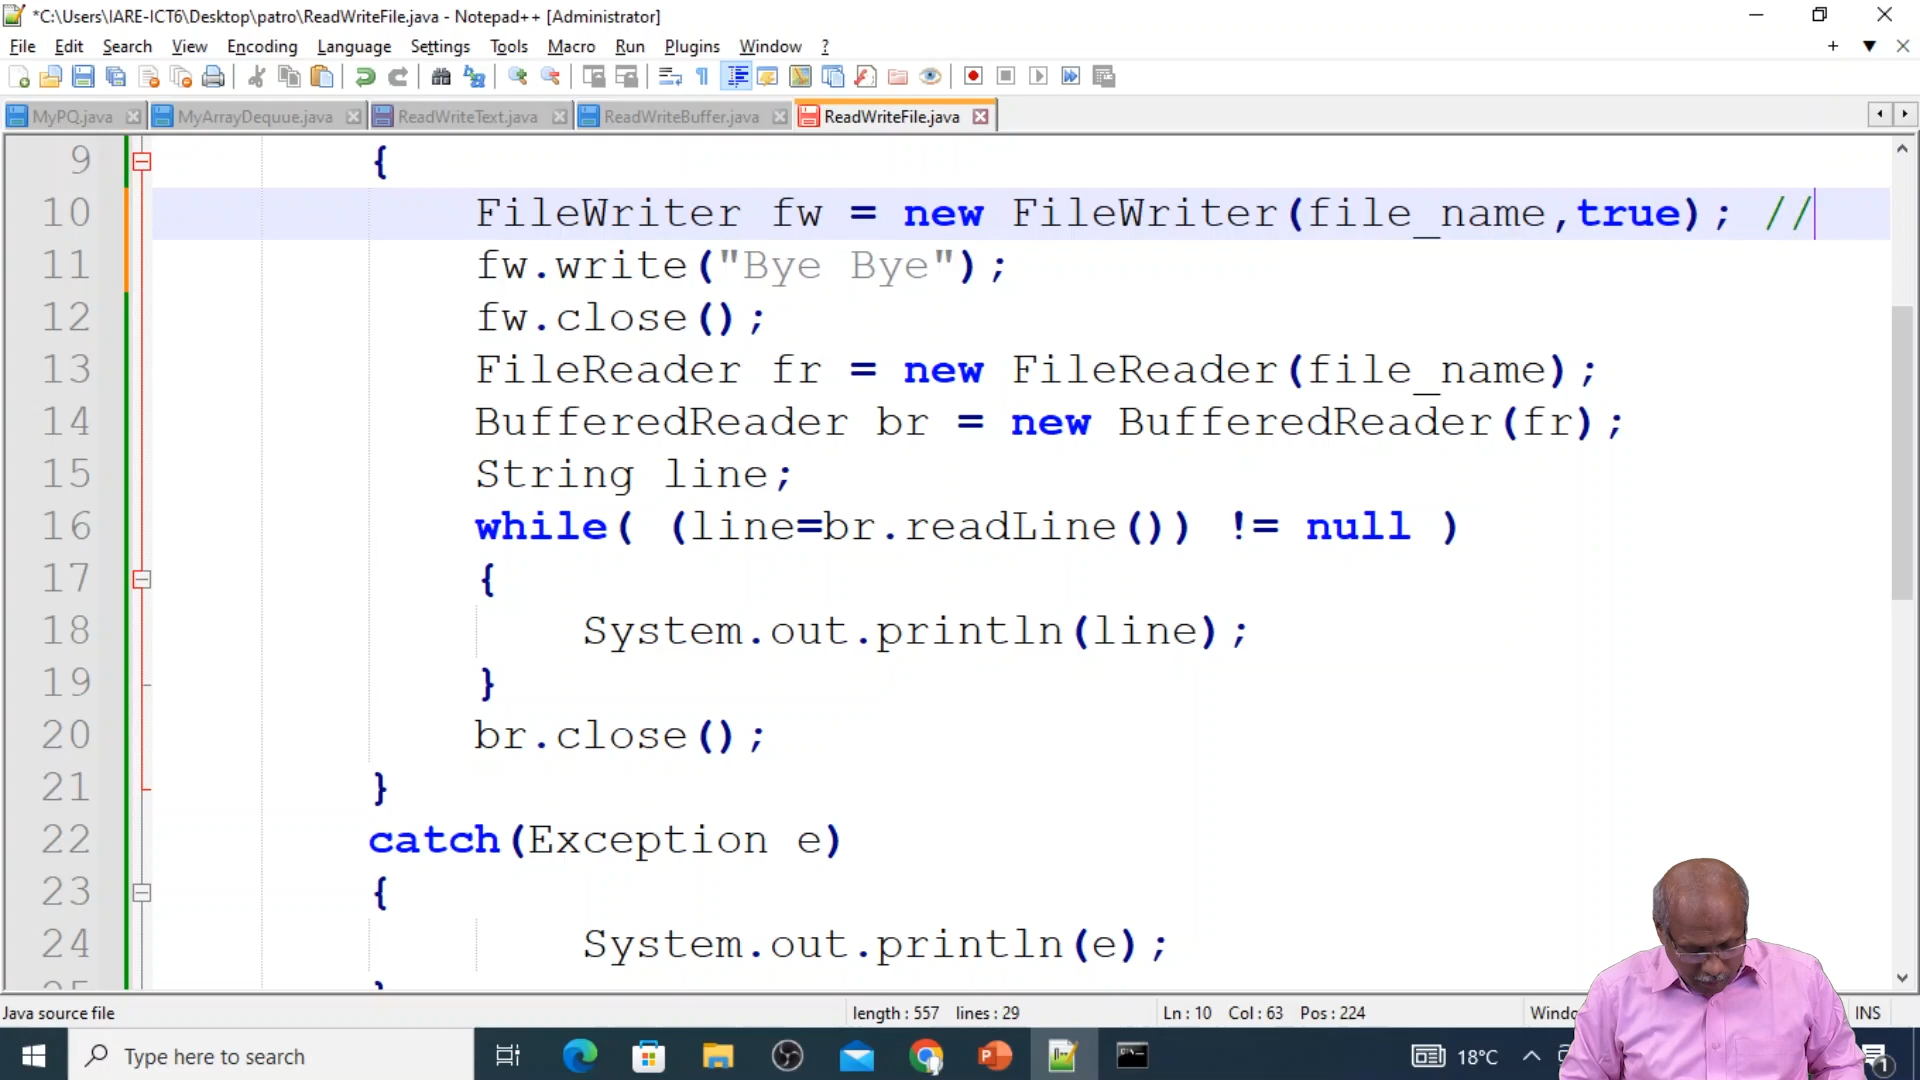 *C:\Users\IARE-ICT6\Desktop\patro\ReadWriteFile.java - Notepad++ [Administrator]
File Edit Search View Encoding Language Settings Tools Macro Run Plugins Window ?
MyPQ.java MyArrayDequue.java ReadWriteText.java ReadWriteBuffer.java ReadWriteFile.java
9 {
10 FileWriter fw = new FileWriter(file_name,true); //
11 fw.write("Bye Bye");
12 fw.close();
13 FileReader fr = new FileReader(file_name);
14 BufferedReader br = new BufferedReader(fr);
15 String line;
16 while( (line=br.readLine()) != null )
17 {
18 System.out.println(line);
19 }
20 br.close();
21 }
22 catch(Exception e)
23 {
24 System.out.println(e);
Java source file length : 557 lines : 29 Ln : 10 Col : 63 Pos : 224 INS
Type here to search 18°C 1